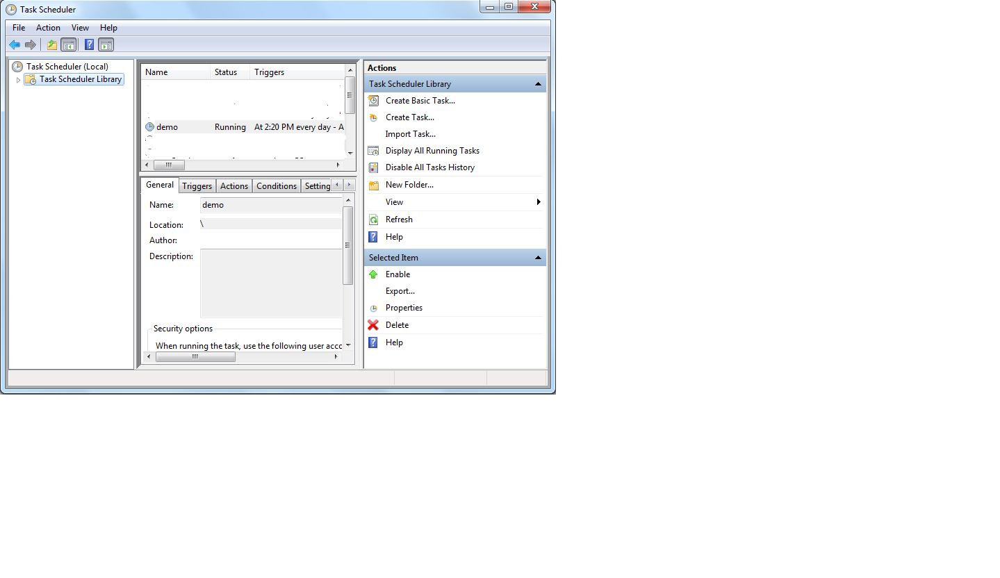 Task Scheduler
File Action View Help
Task Scheduler (Local)
Task Scheduler Library
Name Status Triggers
demo Running At 2:20 PM every day - A
General Triggers Actions Conditions Setting
Name: demo
Location: \
Author:
Description:
Security options
When running the task, use the following user acco
Actions
Task Scheduler Library
Create Basic Task...
Create Task...
Import Task...
Display All Running Tasks
Disable All Tasks History
New Folder...
View
Refresh
Help
Selected Item
Enable
Export...
Properties
Delete
Help